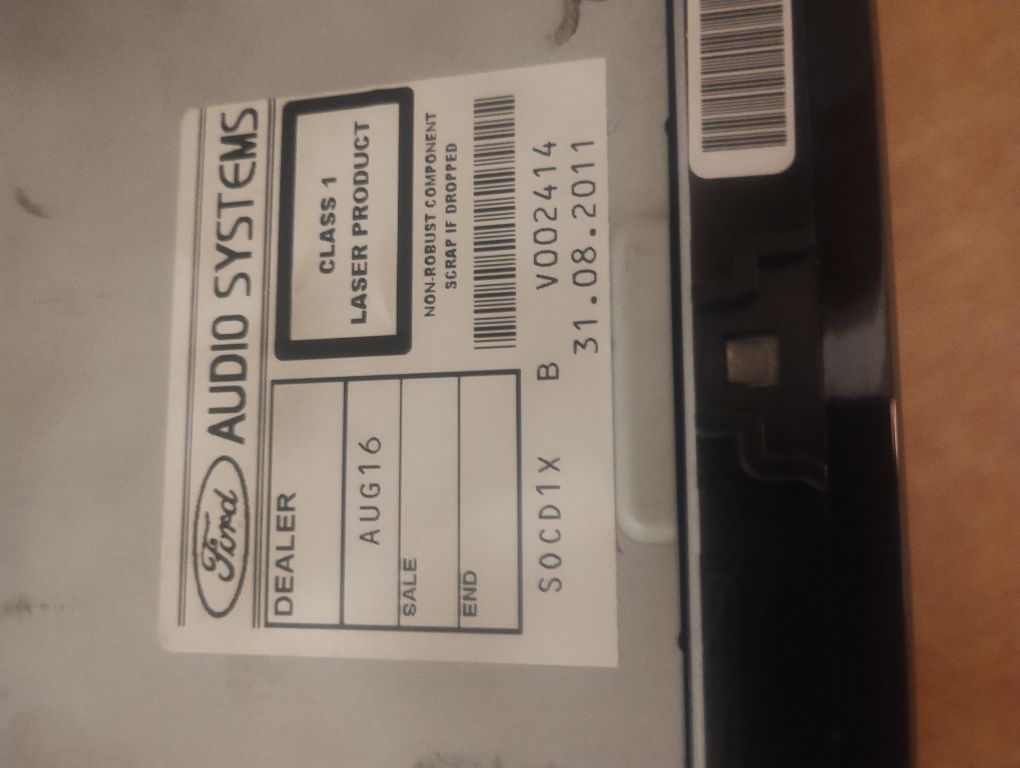 Ford AUDIO SYSTEMS
DEALER
AUG16
SALE
END
CLASS 1
LASER PRODUCT
NON-ROBUST COMPONENT
SCRAP IF DROPPED
SOCD1X B V002414
31.08.2011